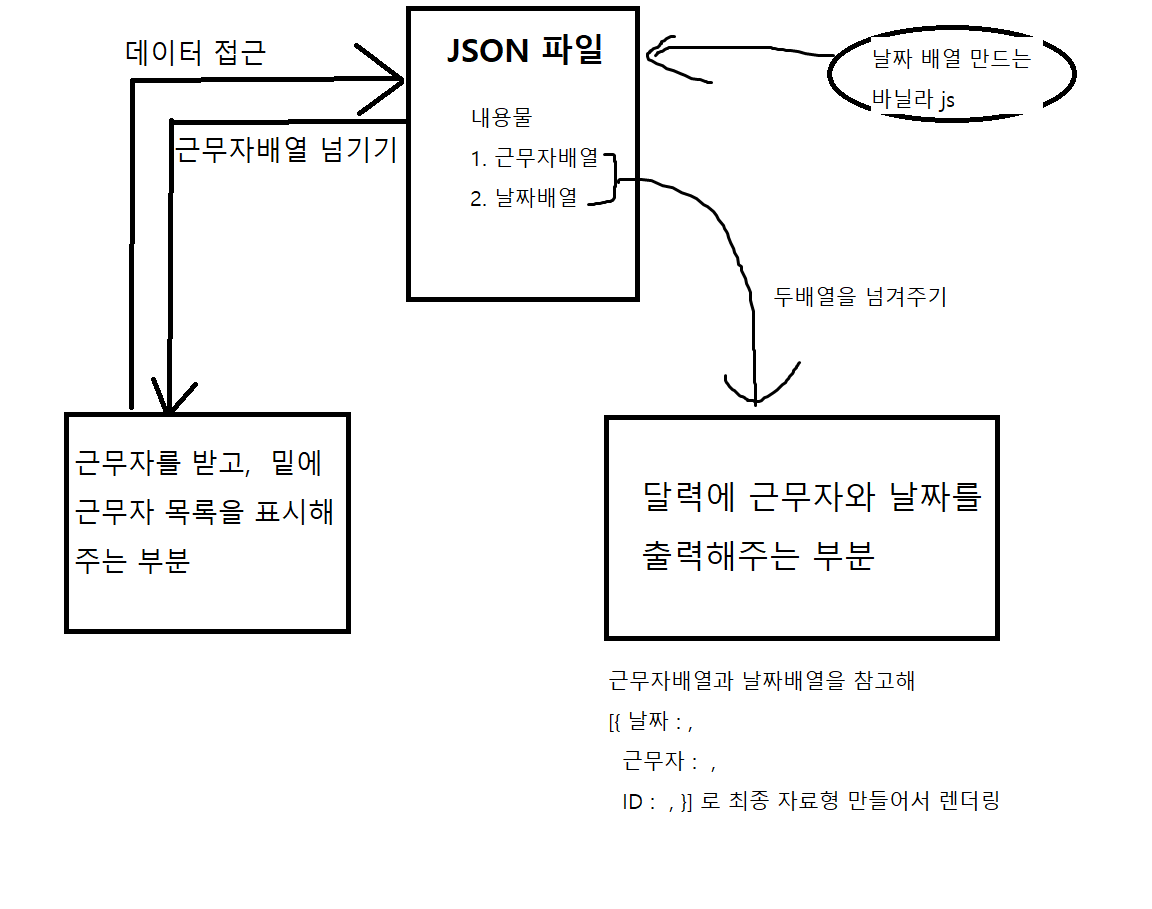 데이터 접근
근무자배열 넘기기
JSON 파일
내용물
1. 근무자배열
2. 날짜배열
날짜 배열 만드는
바닐라 js
두배열을 넘겨주기
근무자를 받고, 밑에
근무자 목록을 표시해
주는 부분
달력에 근무자와 날짜를
출력해주는 부분
근무자배열과 날짜배열을 참고해
[{ 날짜 : ,
근무자 : ,
ID : , }] 로 최종 자료형 만들어서 렌더링